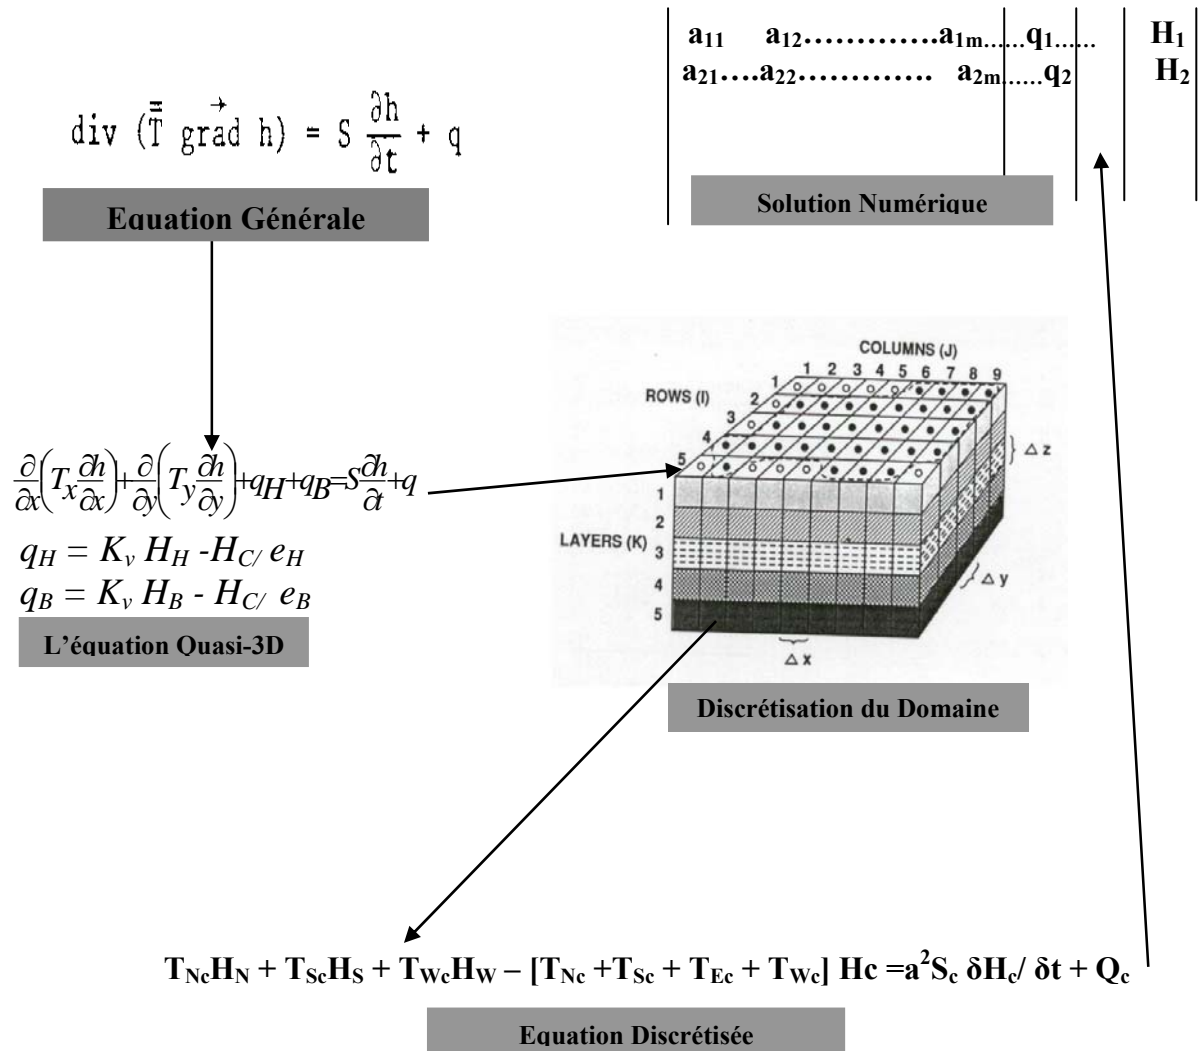 a11 a12………….a1m……q1……
H1
a21….a22…………. a2m……q2
H2
div (T̿ grad⃗ h) = S ∂h/∂t + q
Equation Générale
Solution Numérique
COLUMNS (J)
1 2 3 4 5 6 7 8 9
ROWS (I)
1
2
3
4
5
Δ z
∂/∂x(Tx ∂h/∂x)+∂/∂y(Ty ∂h/∂y)+qH+qB=S∂h/∂t+q
qH = Kv HH -HC/ eH
qB = Kv HB - HC/ eB
L'équation Quasi-3D
LAYERS (K)
1
2
3
4
5
Δ y
Δ x
Discrétisation du Domaine
TNcHN + TScHS + TWcHW – [TNc +TSc + TEc + TWc] Hc =a²Sc δHc/ δt + Qc
Equation Discrétisée